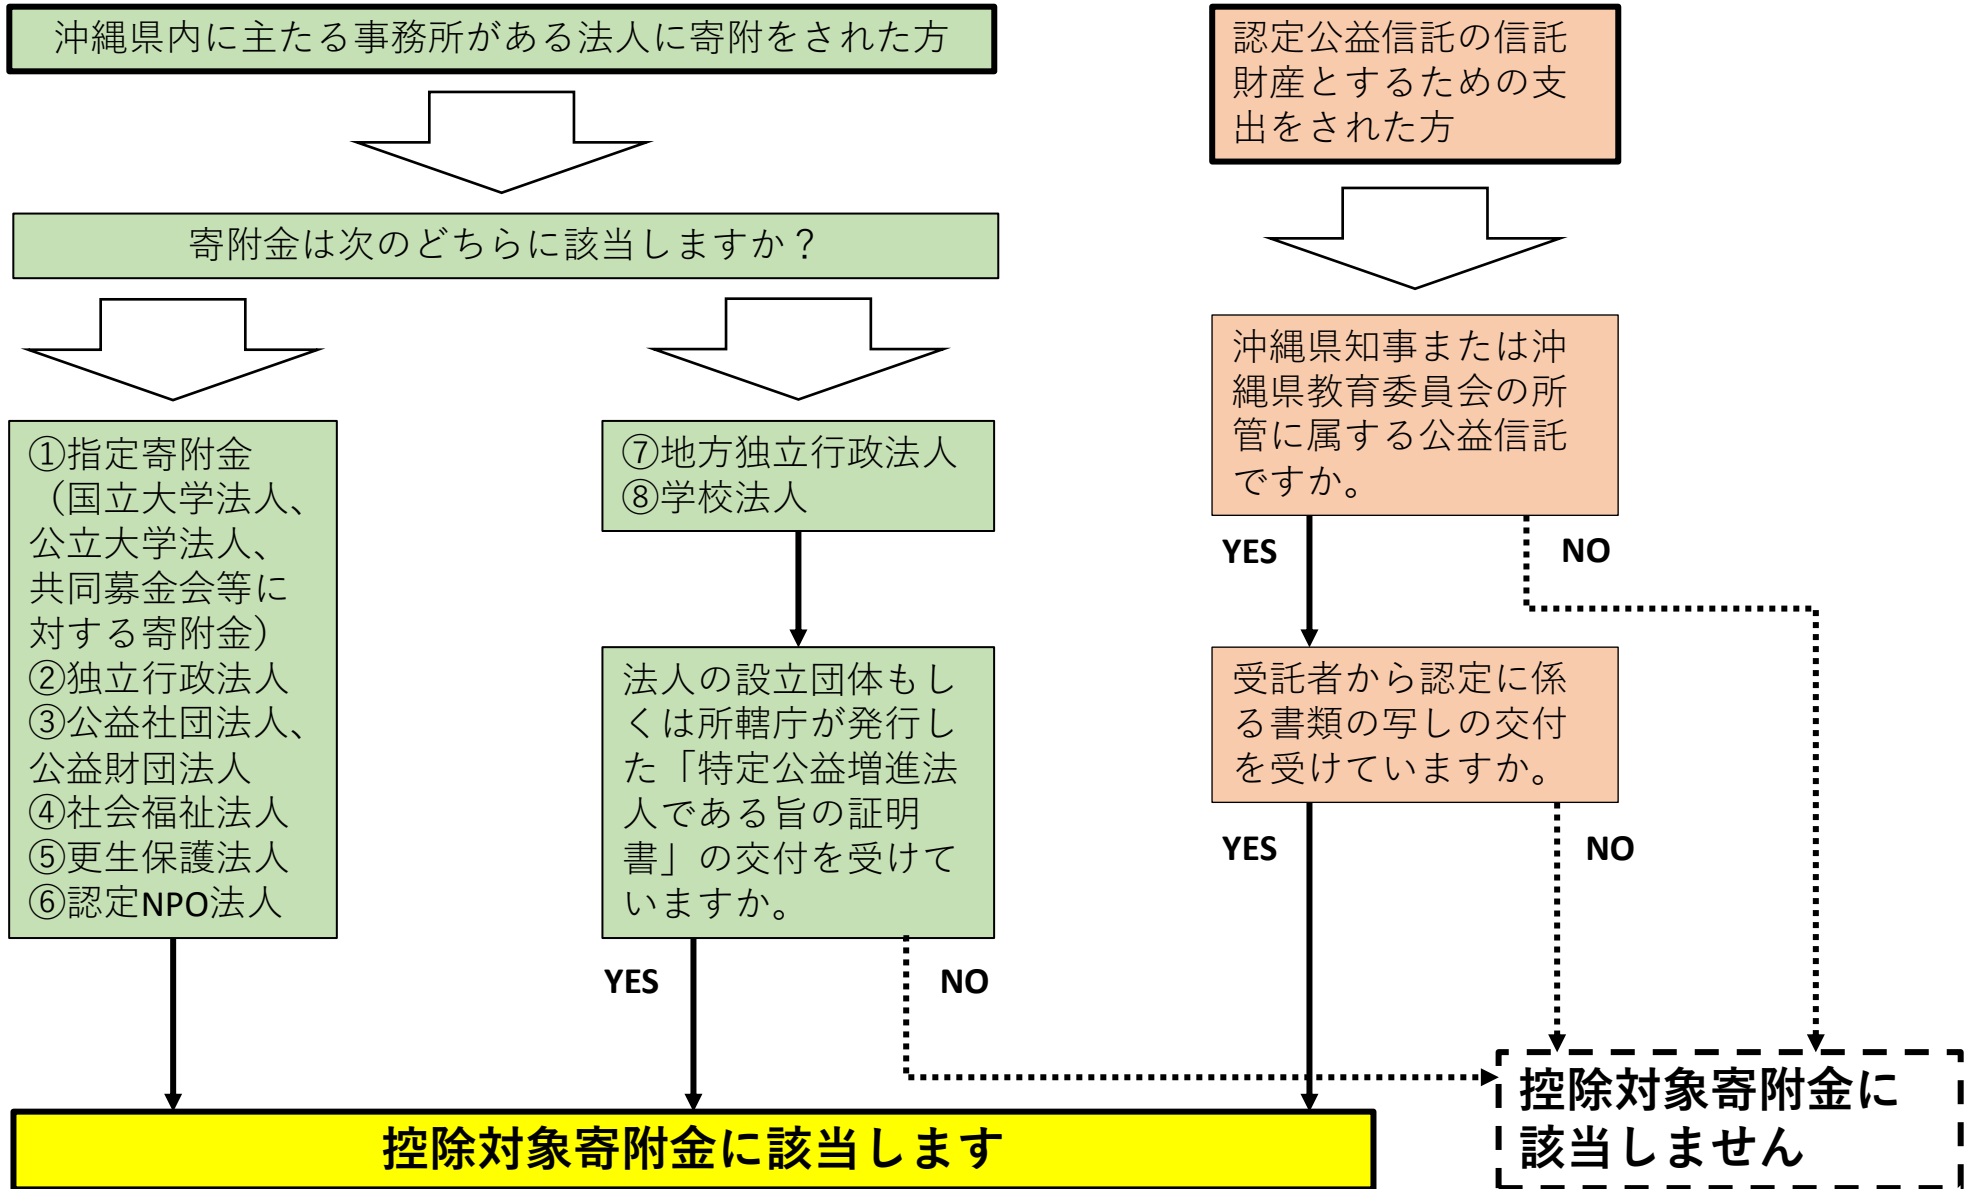 沖縄県内に主たる事務所がある法人に寄附をされた方
寄附金は次のどちらに該当しますか？
①指定寄附金
（国立大学法人、
公立大学法人、
共同募金会等に
対する寄附金）
②独立行政法人
③公益社団法人、
公益財団法人
④社会福祉法人
⑤更生保護法人
⑥認定NPO法人
⑦地方独立行政法人
⑧学校法人
法人の設立団体もし
くは所轄庁が発行し
た「特定公益増進法
人である旨の証明
書」の交付を受けて
いますか。
YES
NO
認定公益信託の信託
財産とするための支
出をされた方
沖縄県知事または沖
縄県教育委員会の所
管に属する公益信託
ですか。
YES
NO
受託者から認定に係
る書類の写しの交付
を受けていますか。
YES
NO
控除対象寄附金に該当します
控除対象寄附金に
該当しません